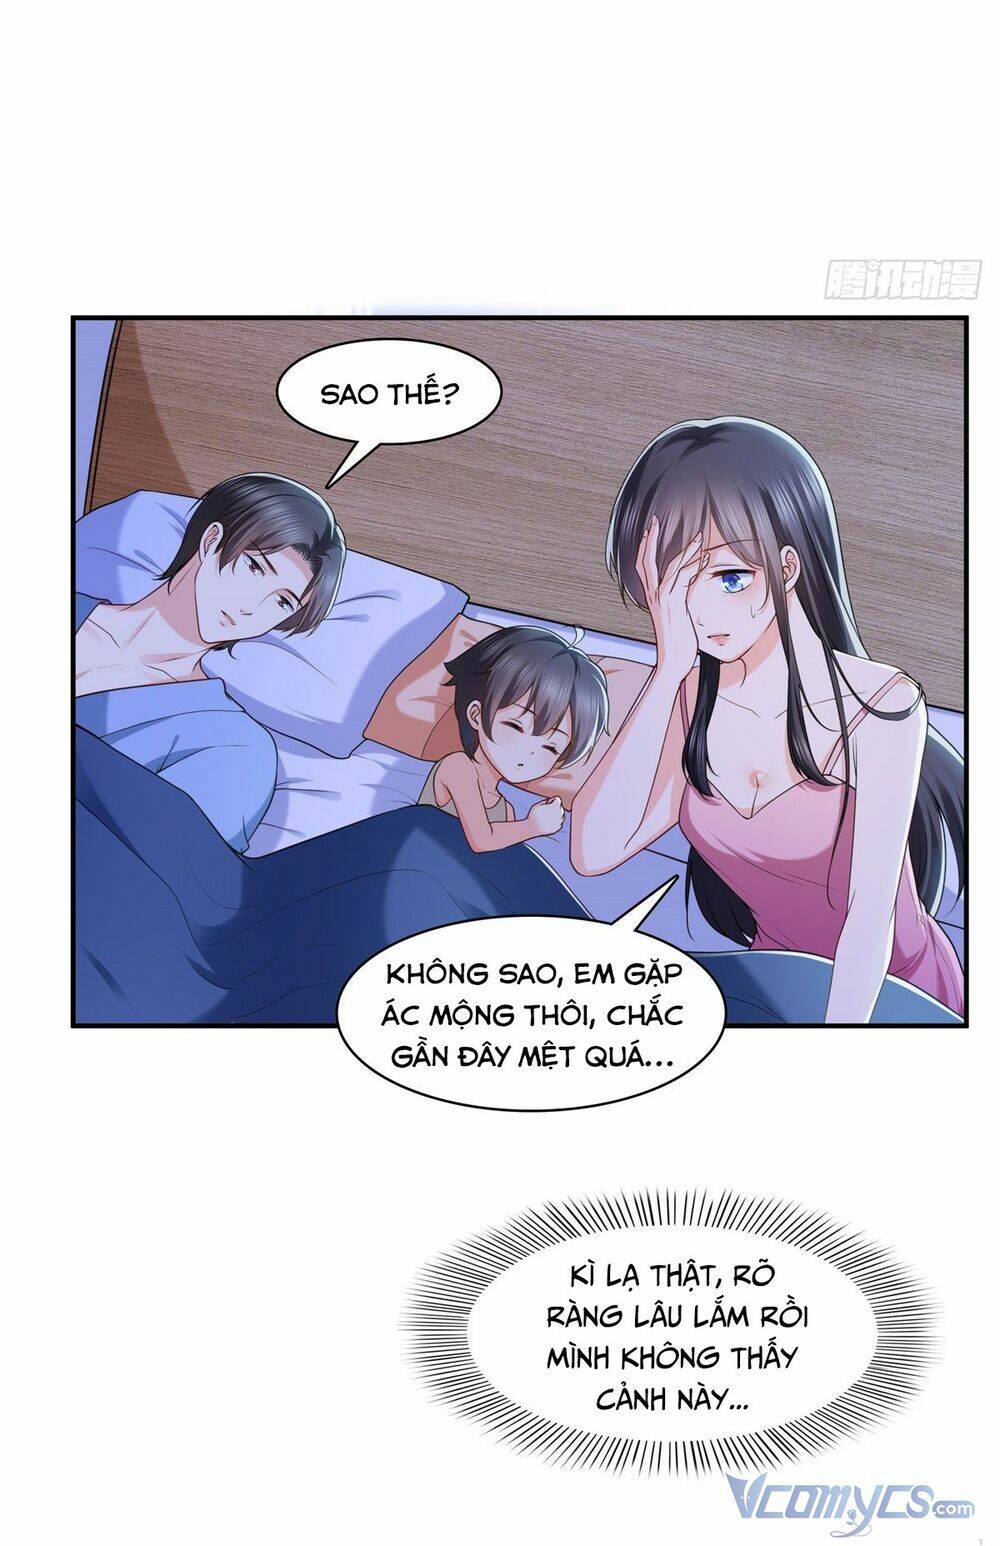 腾讯动漫
SAO THẾ?
KHÔNG SAO, EM GẶP
ÁC MỘNG THÔI, CHẮC
GẦN ĐÂY MỆT QUÁ...
KÌ LẠ THẬT, RÕ
RÀNG LÂU LẮM RỒI
MÌNH KHÔNG THẤY
CẢNH NÀY...
VCOMYCS.com